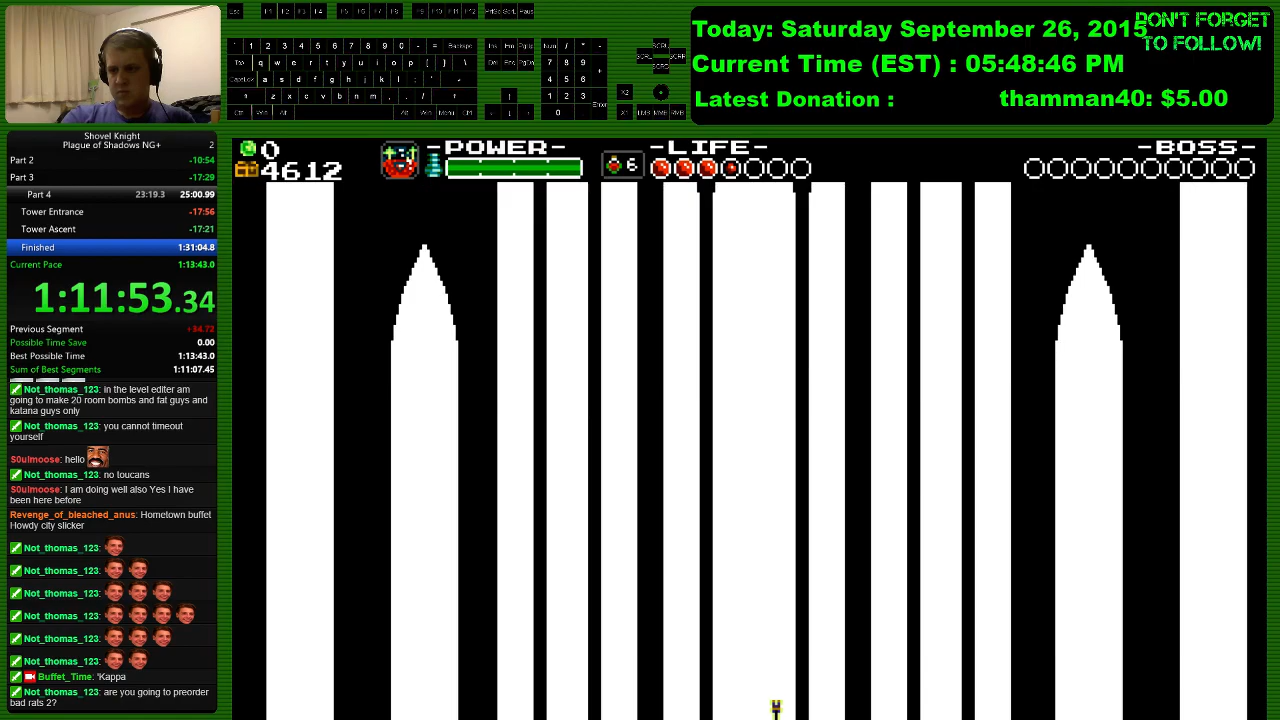 Today: Saturday September 26, 2015
DON'T FORGET
TO FOLLOW!
Current Time (EST) : 05:48:46 PM
Latest Donation :
thamman40: $5.00
Shovel Knight
Plague of Shadows NG+ 2
Part 2 -10:54
Part 3 -17:29
Part 4 23:19.3 25:00.99
Tower Entrance -17:56
Tower Ascent -17:21
Finished 1:31:04.8
Current Pace 1:13:43.0
1:11:53.34
Previous Segment +34.72
Possible Time Save 0.00
Best Possible Time 1:13:43.0
Sum of Best Segments 1:11:07.45
Not_thomas_123: in the level editer am
going to make 20 room bombs and fat guys and
katana guys only
Not_thomas_123: you cannot timeout
yourself
S0ulmoose: hello
Not_thomas_123: no toucans
S0ulmoose: I am doing well also Yes I have
been here before
Revenge_of_bleached_anus: Hometown buffet
Howdy city slicker
Not_thomas_123:
Not_thomas_123:
Not_thomas_123:
Not_thomas_123:
Not_thomas_123:
Not_thomas_123:
Buffet_Time: 'Kappa
Not_thomas_123: are you going to preorder
bad rats 2?
0
4612
-POWER-
6
-LIFE-
-BOSS-